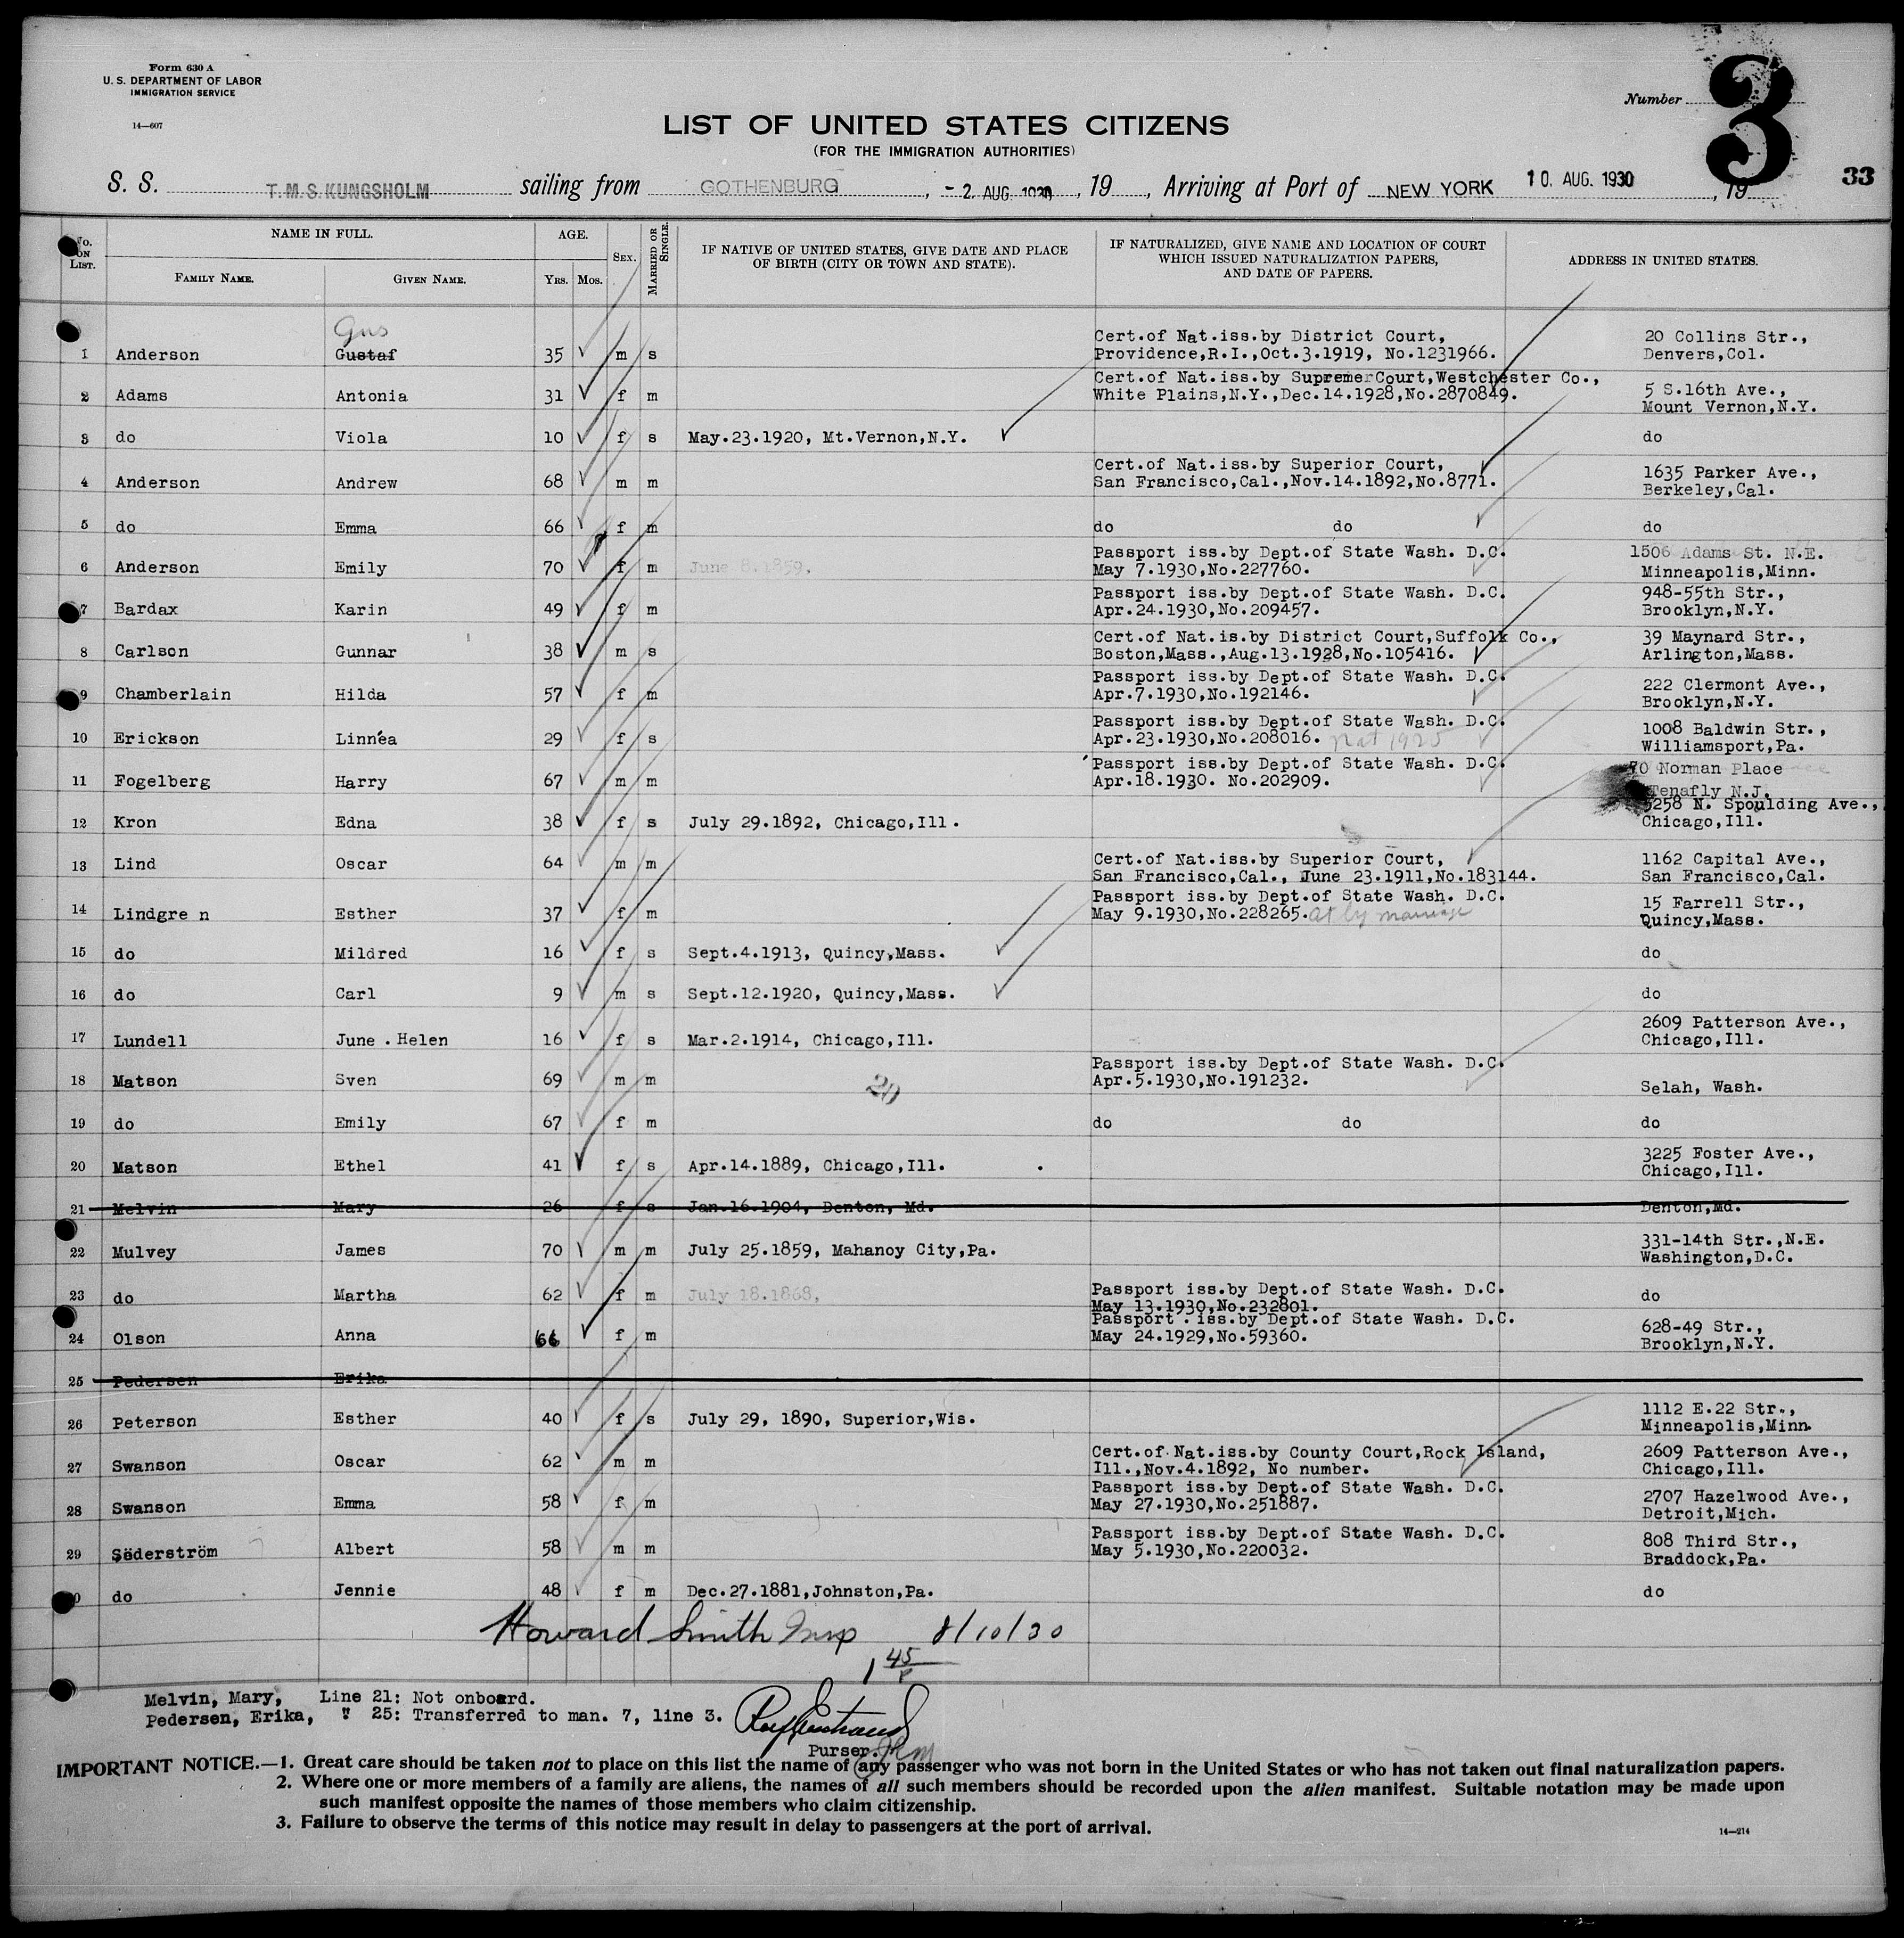 Form 630 A
U. S. DEPARTMENT OF LABOR
IMMIGRATION SERVICE
14—607
Number 3
LIST OF UNITED STATES CITIZENS
(FOR THE IMMIGRATION AUTHORITIES)
S. S. T.M.S. KUNGSHOLM sailing from GOTHENBURG, - 2 AUG. 1930, 19 , Arriving at Port of NEW YORK 10. AUG. 1930, 19 33
No. ON LIST. NAME IN FULL. FAMILY NAME. GIVEN NAME. AGE. YRS. MOS. SEX. MARRIED OR SINGLE. IF NATIVE OF UNITED STATES, GIVE DATE AND PLACE OF BIRTH (CITY OR TOWN AND STATE). IF NATURALIZED, GIVE NAME AND LOCATION OF COURT WHICH ISSUED NATURALIZATION PAPERS, AND DATE OF PAPERS. ADDRESS IN UNITED STATES.
Gus
1 Anderson Gustaf 35 m s Cert.of Nat.iss.by District Court, Providence,R.I.,Oct.3.1919, No.1231966. 20 Collins Str., Denvers,Col.
2 Adams Antonia 31 f m Cert.of Nat.iss.by Supreme Court,Westchester Co., White Plains,N.Y.,Dec.14.1928,No.2870849. 5 S.16th Ave., Mount Vernon,N.Y.
3 do Viola 10 f s May.23.1920, Mt.Vernon,N.Y. do
4 Anderson Andrew 68 m m Cert.of Nat.iss.by Superior Court, San Francisco,Cal.,Nov.14.1892,No.8771. 1635 Parker Ave., Berkeley,Cal.
5 do Emma 66 f m do do do
6 Anderson Emily 70 f m June 8.1859. Passport iss.by Dept.of State Wash. D.C. May 7.1930,No.227760. 1506 Adams St. N.E. Minneapolis,Minn.
7 Bardax Karin 49 f m Passport iss.by Dept.of State Wash. D.C. Apr.24.1930,No.209457. 948-55th Str., Brooklyn,N.Y.
8 Carlson Gunnar 38 m s Cert.of Nat.is.by District Court,Suffolk Co., Boston,Mass.,Aug.13.1928,No.105416. 39 Maynard Str., Arlington,Mass.
9 Chamberlain Hilda 57 f m Passport iss.by Dept.of State Wash. D.C. Apr.7.1930,No.192146. 222 Clermont Ave., Brooklyn,N.Y.
10 Erickson Linnéa 29 f s Passport iss.by Dept.of State Wash. D.C. Apr.23.1930,No.208016. Nat 1925 1008 Baldwin Str., Williamsport,Pa.
11 Fogelberg Harry 67 m m Passport iss.by Dept.of State Wash. D.C. Apr.18.1930. No.202909. 70 Norman Place Tenafly N.J.
12 Kron Edna 38 f s July 29.1892, Chicago,Ill. 5258 N. Spoulding Ave., Chicago,Ill.
13 Lind Oscar 64 m m Cert.of Nat.iss.by Superior Court, San Francisco,Cal., June 23.1911,No.183144. 1162 Capital Ave., San Francisco,Cal.
14 Lindgre n Esther 37 f m Passport iss.by Dept.of State Wash. D.C. May 9.1930,No.228265. by marriage 15 Farrell Str., Quincy,Mass.
15 do Mildred 16 f s Sept.4.1913, Quincy,Mass. do
16 do Carl 9 m s Sept.12.1920, Quincy,Mass. do
17 Lundell June . Helen 16 f s Mar.2.1914, Chicago,Ill. 2609 Patterson Ave., Chicago,Ill.
18 Matson Sven 69 m m 20 Passport iss.by Dept.of State Wash. D.C. Apr.5.1930,No.191232. Selah, Wash.
19 do Emily 67 f m do do do
20 Matson Ethel 41 f s Apr.14.1889, Chicago,Ill. 3225 Foster Ave., Chicago,Ill.
21 Melvin Mary 26 f s Jan.16.1904, Denton, Md. Denton,Md.
22 Mulvey James 70 m m July 25.1859, Mahanoy City,Pa. 331-14th Str.,N.E. Washington,D.C.
23 do Martha 62 f m July 18.1868, Passport iss.by Dept.of State Wash. D.C. May 13.1930,No.232801. do
24 Olson Anna 66 f m Passport . iss.by Dept.of State Wash. D.C. May 24.1929,No.59360. 628-49 Str., Brooklyn,N.Y.
25 Pedersen Erika
26 Peterson Esther 40 f s July 29, 1890, Superior,Wis. 1112 E.22 Str., Minneapolis,Minn.
27 Swanson Oscar 62 m m Cert.of Nat.iss.by County Court,Rock Island, Ill.,Nov.4.1892, No number. 2609 Patterson Ave., Chicago,Ill.
28 Swanson Emma 58 f m Passport iss.by Dept.of State Wash. D.C. May 27.1930,No.251887. 2707 Hazelwood Ave., Detroit,Mich.
29 Söderström Albert 58 m m Passport iss.by Dept.of State Wash. D.C. May 5.1930,No.220032. 808 Third Str., Braddock,Pa.
30 do Jennie 48 f m Dec.27.1881,Johnston,Pa. do
Howard Smith Insp 8/10/30
1 45 P
Melvin, Mary, Line 21: Not onboard.
Pedersen, Erika, " 25: Transferred to man. 7, line 3.
Purser.
IMPORTANT NOTICE.—1. Great care should be taken not to place on this list the name of any passenger who was not born in the United States or who has not taken out final naturalization papers.
2. Where one or more members of a family are aliens, the names of all such members should be recorded upon the alien manifest. Suitable notation may be made upon
such manifest opposite the names of those members who claim citizenship.
3. Failure to observe the terms of this notice may result in delay to passengers at the port of arrival.
14—214